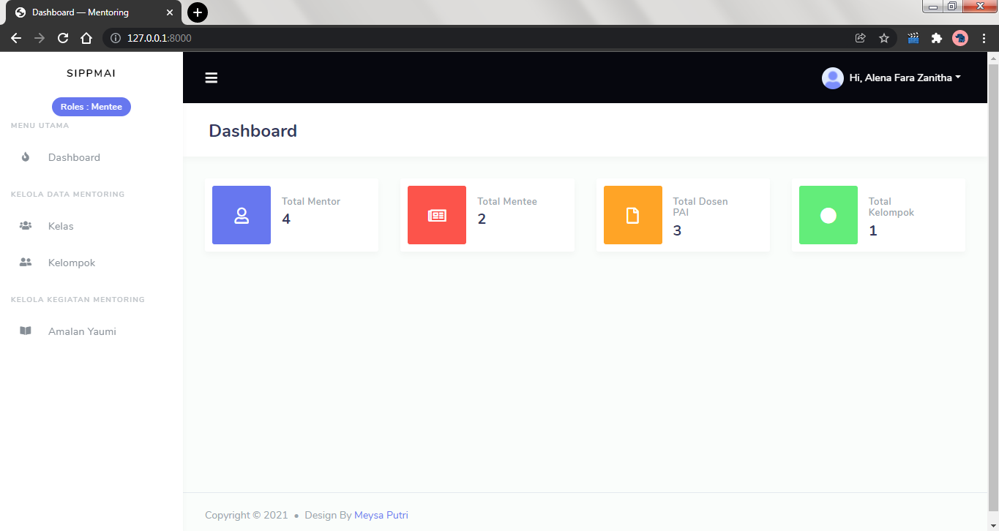 Dashboard — Mentoring
127.0.0.1:8000
SIPPMAI
Roles : Mentee
MENU UTAMA
Dashboard
KELOLA DATA MENTORING
Kelas
Kelompok
KELOLA KEGIATAN MENTORING
Amalan Yaumi
Hi, Alena Fara Zanitha
Dashboard
Total Mentor
4
Total Mentee
2
Total Dosen
PAI
3
Total
Kelompok
1
Copyright © 2021 • Design By Meysa Putri